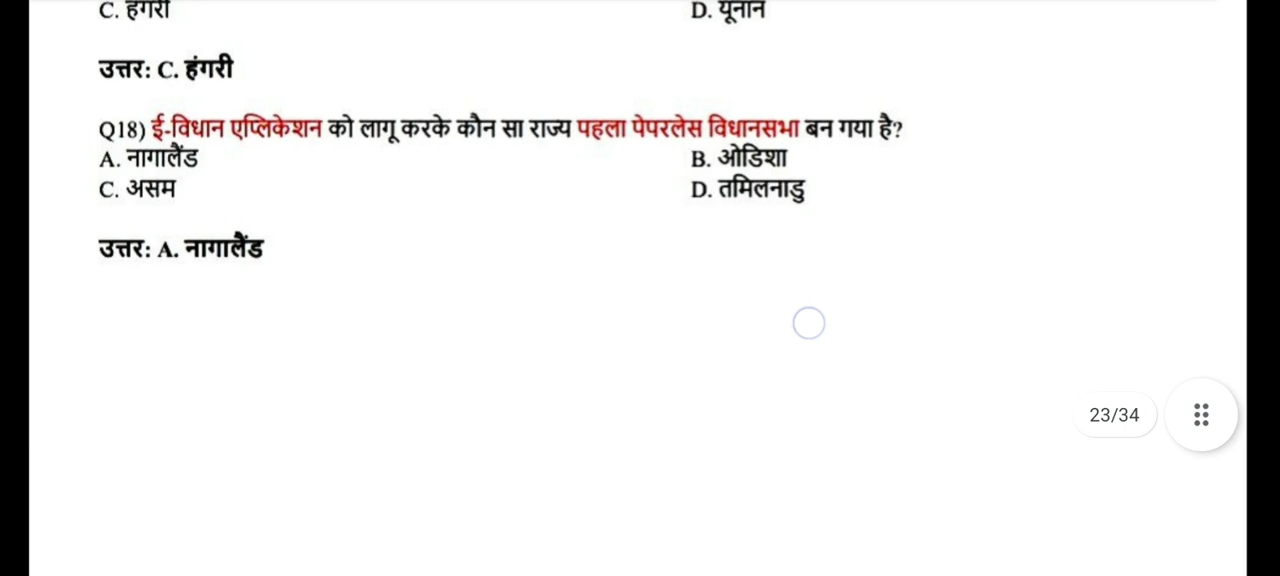 C. हंगरी D. यूनान
उत्तर: C. हंगरी
Q18) ई-विधान एप्लिकेशन को लागू करके कौन सा राज्य पहला पेपरलेस विधानसभा बन गया है?
A. नागालैंड B. ओडिशा
C. असम D. तमिलनाडु
उत्तर: A. नागालैंड
23/34